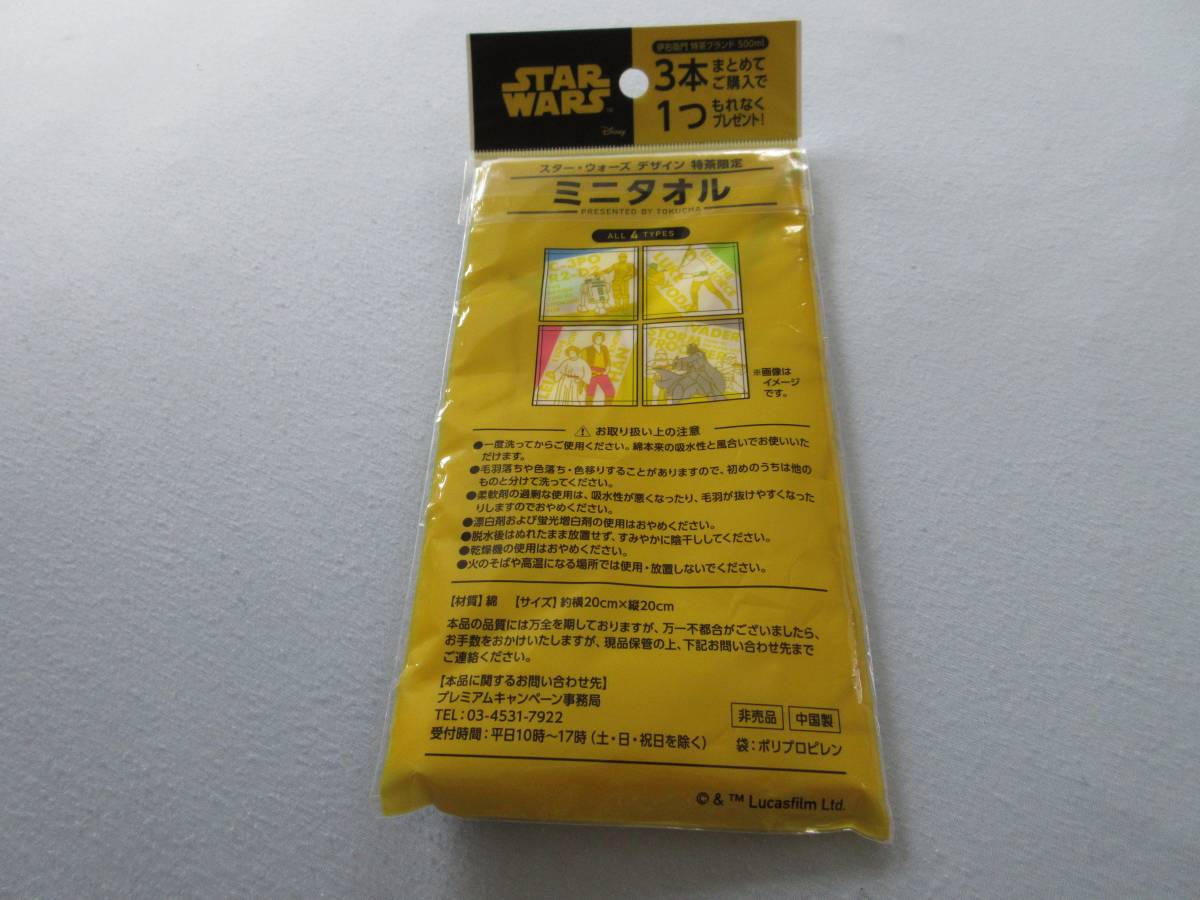 STAR
WARS
Disney
伊右衛門 特茶ブランド 500ml
3本 まとめて
ご購入で
1つ もれなく
プレゼント!
スター・ウォーズ デザイン 特茶限定
ミニタオル
PRESENTED BY TOKUCHA
ALL 4 TYPES
C-3PO
R2-D2
LUKE
YODA
LEIA
HAN
VADER
STORM
※画像は
イメージ
です。
お取り扱い上の注意
●一度洗ってからご使用ください。綿本来の吸水性と風合いでお使いいた
だけます。
●毛羽落ちや色落ち・色移りすることがありますので、初めのうちは他の
ものと分けて洗ってください。
●柔軟剤の過剰な使用は、吸水性が悪くなったり、毛羽が抜けやすくなった
りしますのでおやめください。
●漂白剤および蛍光増白剤の使用はおやめください。
●脱水後はぬれたまま放置せず、すみやかに陰干ししてください。
●乾燥機の使用はおやめください。
●火のそばや高温になる場所では使用・放置しないでください。
【材質】綿 【サイズ】約横20cm×縦20cm
本品の品質には万全を期しておりますが、万一不都合がございましたら、
お手数をおかけいたしますが、現品保管の上、下記お問い合わせ先まで
ご連絡ください。
【本品に関するお問い合わせ先】
プレミアムキャンペーン事務局
TEL:03-4531-7922
受付時間:平日10時～17時(土・日・祝日を除く)
非売品 中国製
袋:ポリプロピレン
© & ™ Lucasfilm Ltd.